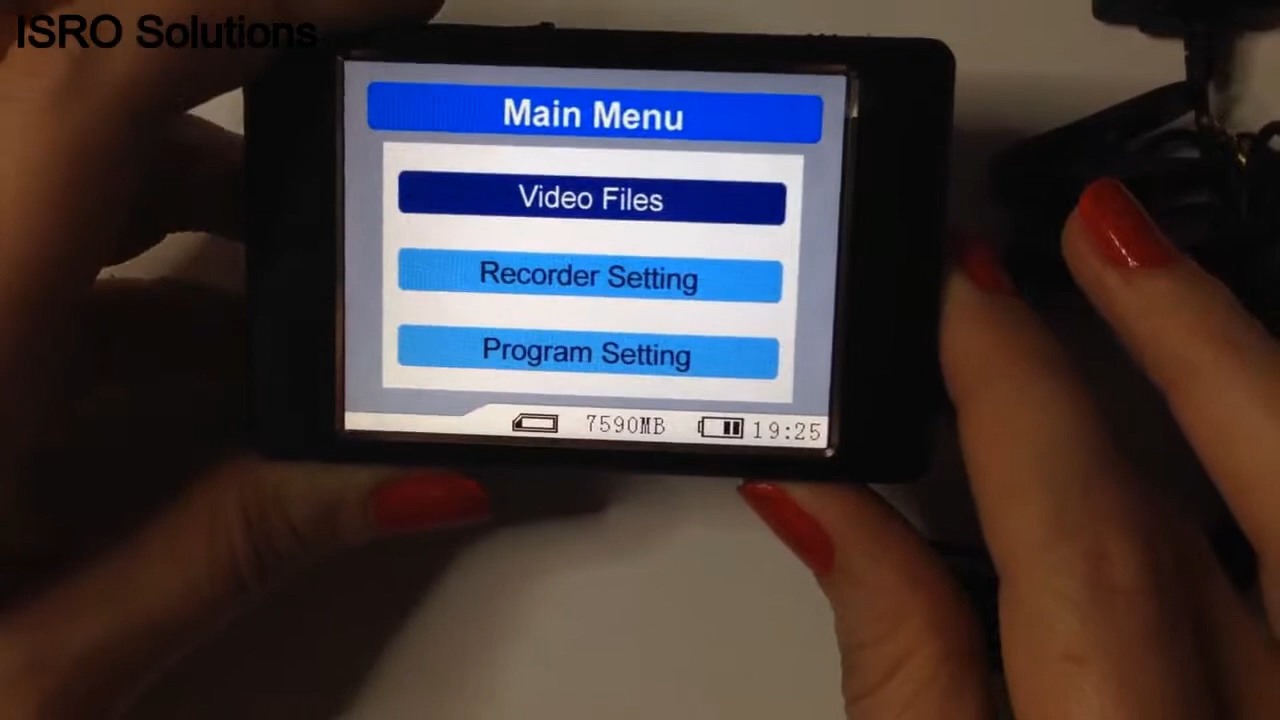 ISRO Solutions
Main Menu
Video Files
Recorder Setting
Program Setting
7590MB 19:25